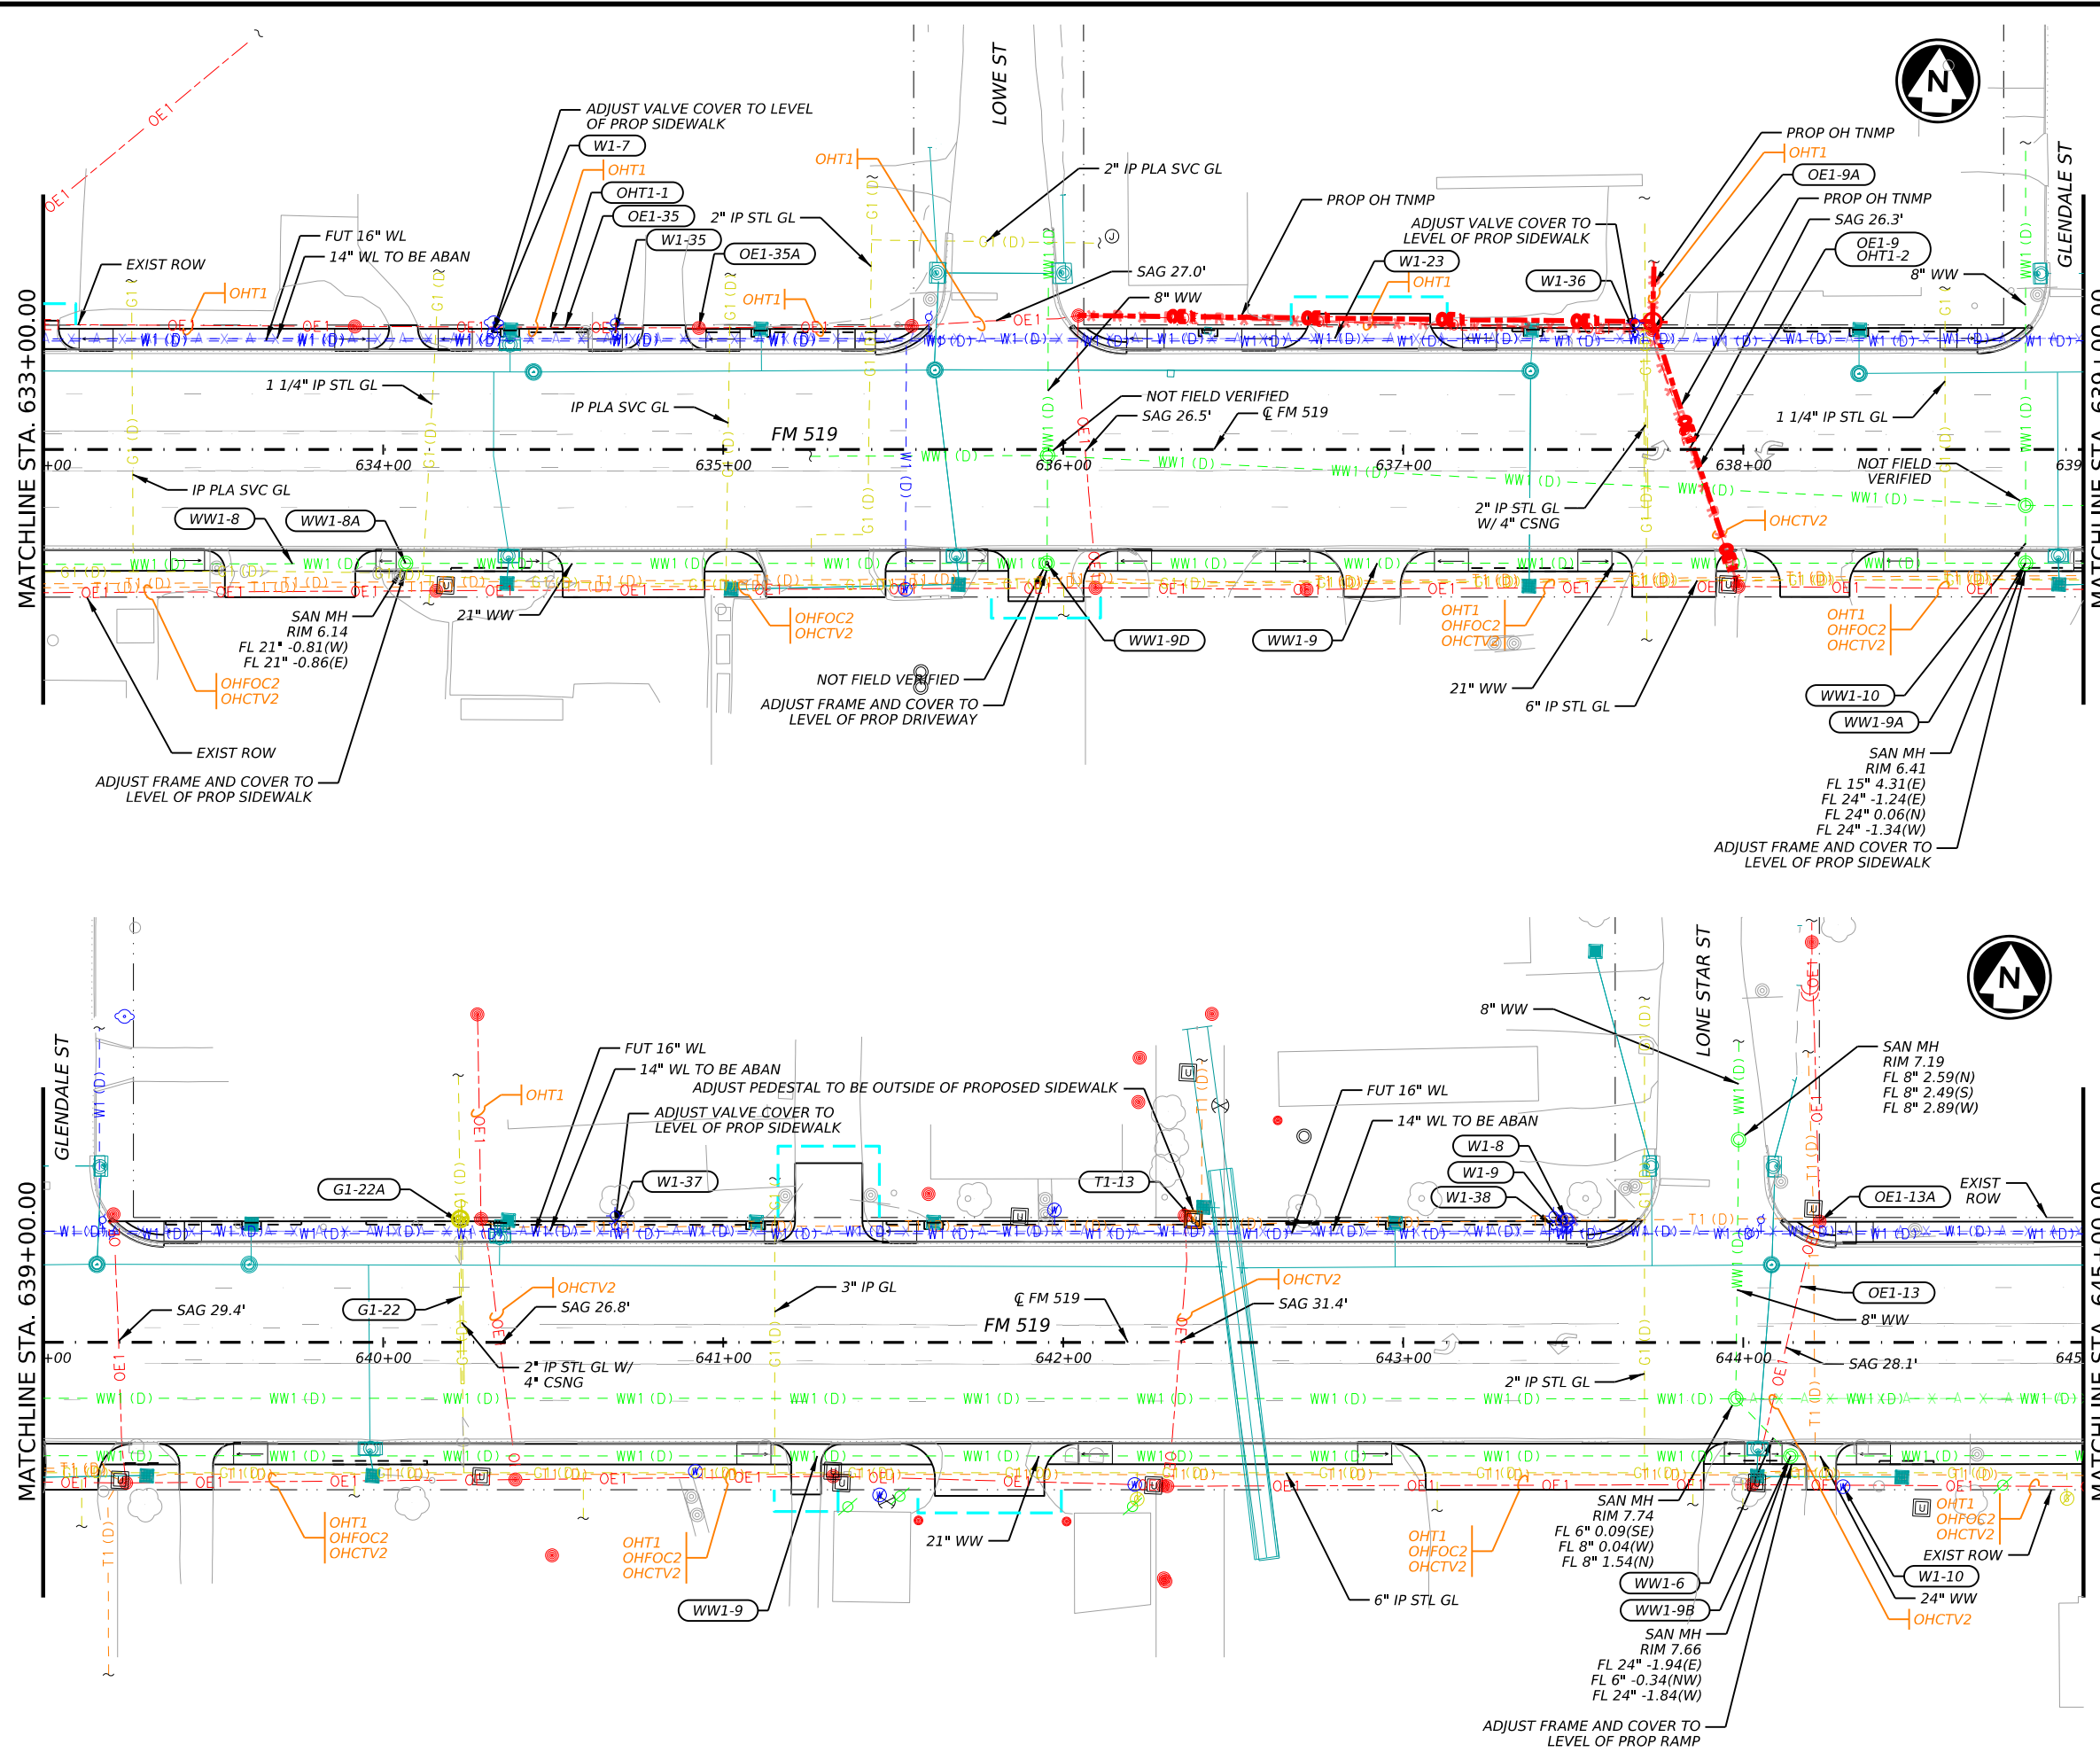 LOWE ST
N
GLENDALE ST
OE1
ADJUST VALVE COVER TO LEVEL
OF PROP SIDEWALK
W1-7
OHT1
OHT1-1
OE1-35
W1-35
OE1-35A
2" IP STL GL
OHT1
2" IP PLA SVC GL
PROP OH TNMP
ADJUST VALVE COVER TO
LEVEL OF PROP SIDEWALK
W1-23
OHT1
W1-36
PROP OH TNMP
OHT1
OE1-9A
PROP OH TNMP
SAG 26.3'
OE1-9
OHT1-2
8" WW
FUT 16" WL
14" WL TO BE ABAN
EXIST ROW
OHT1
OHT1
SAG 27.0'
8" WW
MATCHLINE STA. 633+00.00
MATCHLINE STA. 639+00.00
1 1/4" IP STL GL
IP PLA SVC GL
NOT FIELD VERIFIED
SAG 26.5'
℄ FM 519
FM 519
1 1/4" IP STL GL
+00
634+00
635+00
636+00
637+00
638+00
639
NOT FIELD
VERIFIED
IP PLA SVC GL
WW1-8
WW1-8A
2" IP STL GL
W/ 4" CSNG
OHCTV2
SAN MH
RIM 6.14
FL 21" -0.81(W)
FL 21" -0.86(E)
21" WW
OHFOC2
OHCTV2
OHFOC2
OHCTV2
WW1-9D
WW1-9
OHT1
OHFOC2
OHCTV2
OHT1
OHFOC2
OHCTV2
NOT FIELD VERIFIED
ADJUST FRAME AND COVER TO
LEVEL OF PROP DRIVEWAY
21" WW
6" IP STL GL
WW1-10
WW1-9A
EXIST ROW
ADJUST FRAME AND COVER TO
LEVEL OF PROP SIDEWALK
SAN MH
RIM 6.41
FL 15" 4.31(E)
FL 24" -1.24(E)
FL 24" 0.06(N)
FL 24" -1.34(W)
ADJUST FRAME AND COVER TO
LEVEL OF PROP SIDEWALK
GLENDALE ST
LONE STAR ST
N
FUT 16" WL
14" WL TO BE ABAN
OHT1
ADJUST PEDESTAL TO BE OUTSIDE OF PROPOSED SIDEWALK
ADJUST VALVE COVER TO
LEVEL OF PROP SIDEWALK
FUT 16" WL
14" WL TO BE ABAN
8" WW
SAN MH
RIM 7.19
FL 8" 2.59(N)
FL 8" 2.49(S)
FL 8" 2.89(W)
G1-22A
W1-37
T1-13
W1-8
W1-9
W1-38
OE1-13A
EXIST
ROW
MATCHLINE STA. 639+00.00
MATCHLINE STA. 645+00.00
SAG 29.4'
G1-22
OHCTV2
SAG 26.8'
3" IP GL
℄ FM 519
FM 519
OHCTV2
SAG 31.4'
OE1-13
8" WW
SAG 28.1'
+00
640+00
641+00
642+00
643+00
644+00
645
2" IP STL GL W/
4" CSNG
2" IP STL GL
OHT1
OHFOC2
OHCTV2
OHT1
OHFOC2
OHCTV2
WW1-9
21" WW
6" IP STL GL
OHT1
OHFOC2
OHCTV2
SAN MH
RIM 7.74
FL 6" 0.09(SE)
FL 8" 0.04(W)
FL 8" 1.54(N)
WW1-6
WW1-9B
SAN MH
RIM 7.66
FL 24" -1.94(E)
FL 6" -0.34(NW)
FL 24" -1.84(W)
ADJUST FRAME AND COVER TO
LEVEL OF PROP RAMP
OHT1
OHFOC2
OHCTV2
EXIST ROW
W1-10
24" WW
OHCTV2